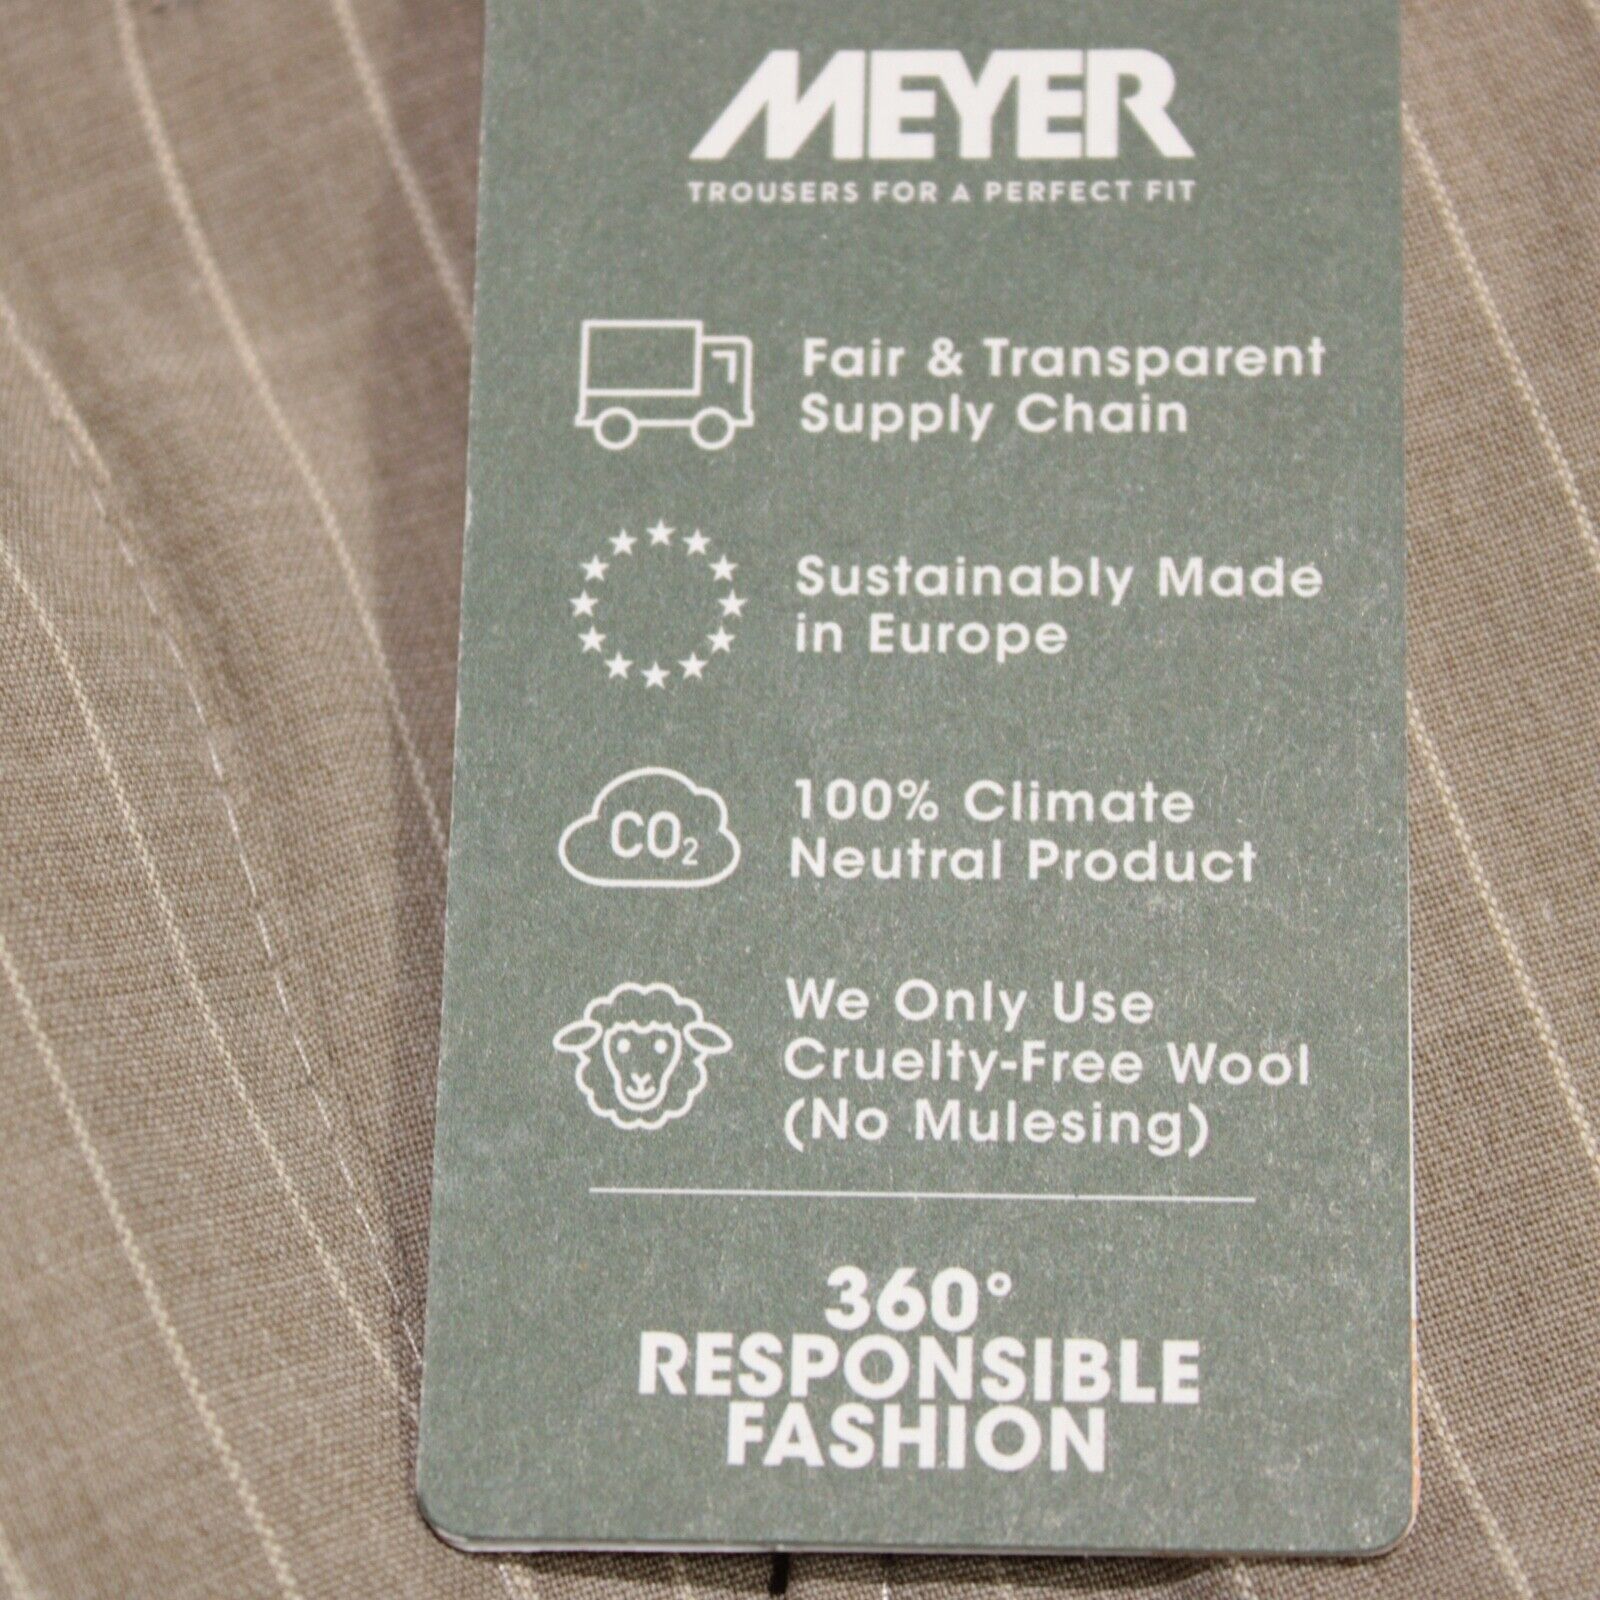 MEYER
TROUSERS FOR A PERFECT FIT
Fair & Transparent
Supply Chain
Sustainably Made
in Europe
CO₂
100% Climate
Neutral Product
We Only Use
Cruelty-Free Wool
(No Mulesing)
360°
RESPONSIBLE
FASHION